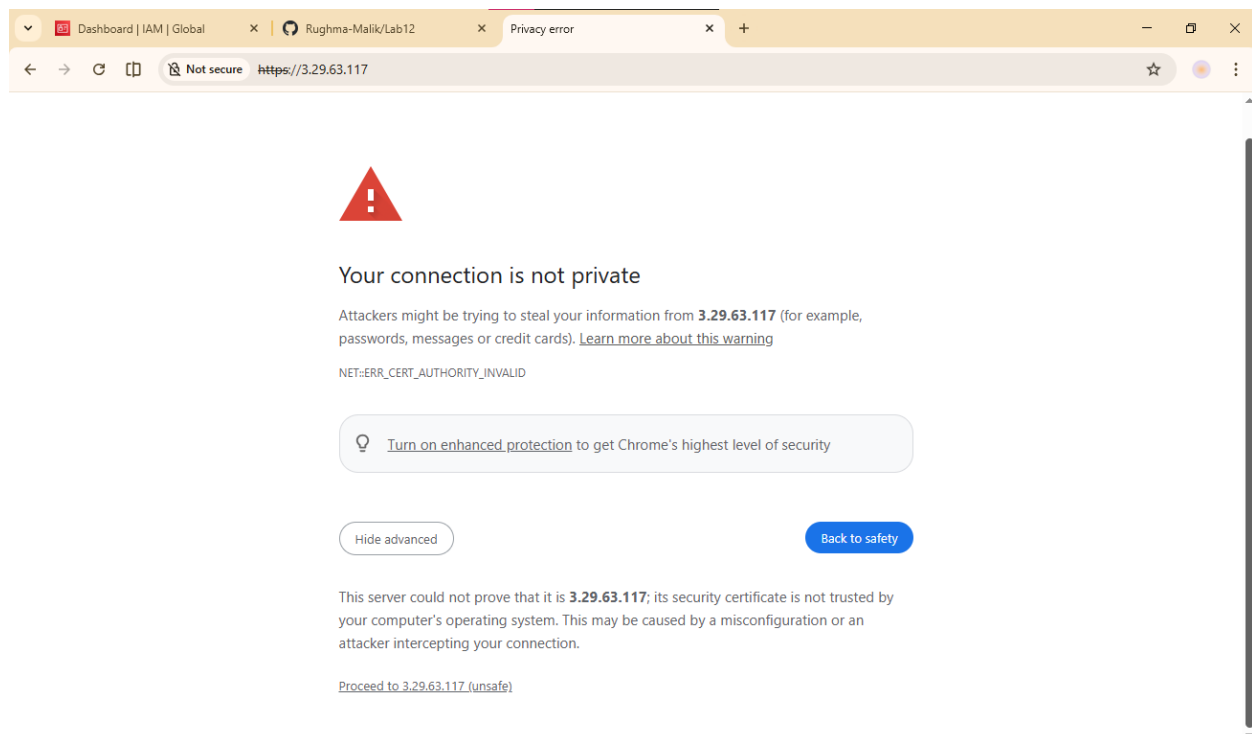 Dashboard | IAM | Global
Rughma-Malik/Lab12
Privacy error
Not secure
https://3.29.63.117
Your connection is not private
Attackers might be trying to steal your information from 3.29.63.117 (for example,
passwords, messages or credit cards). Learn more about this warning
NET::ERR_CERT_AUTHORITY_INVALID
Turn on enhanced protection to get Chrome's highest level of security
Hide advanced
Back to safety
This server could not prove that it is 3.29.63.117; its security certificate is not trusted by
your computer's operating system. This may be caused by a misconfiguration or an
attacker intercepting your connection.
Proceed to 3.29.63.117 (unsafe)